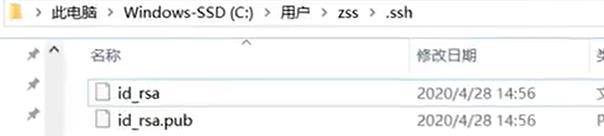 此电脑 > Windows-SSD (C:) > 用户 > zss > .ssh
名称 修改日期
id_rsa 2020/4/28 14:56
id_rsa.pub 2020/4/28 14:56